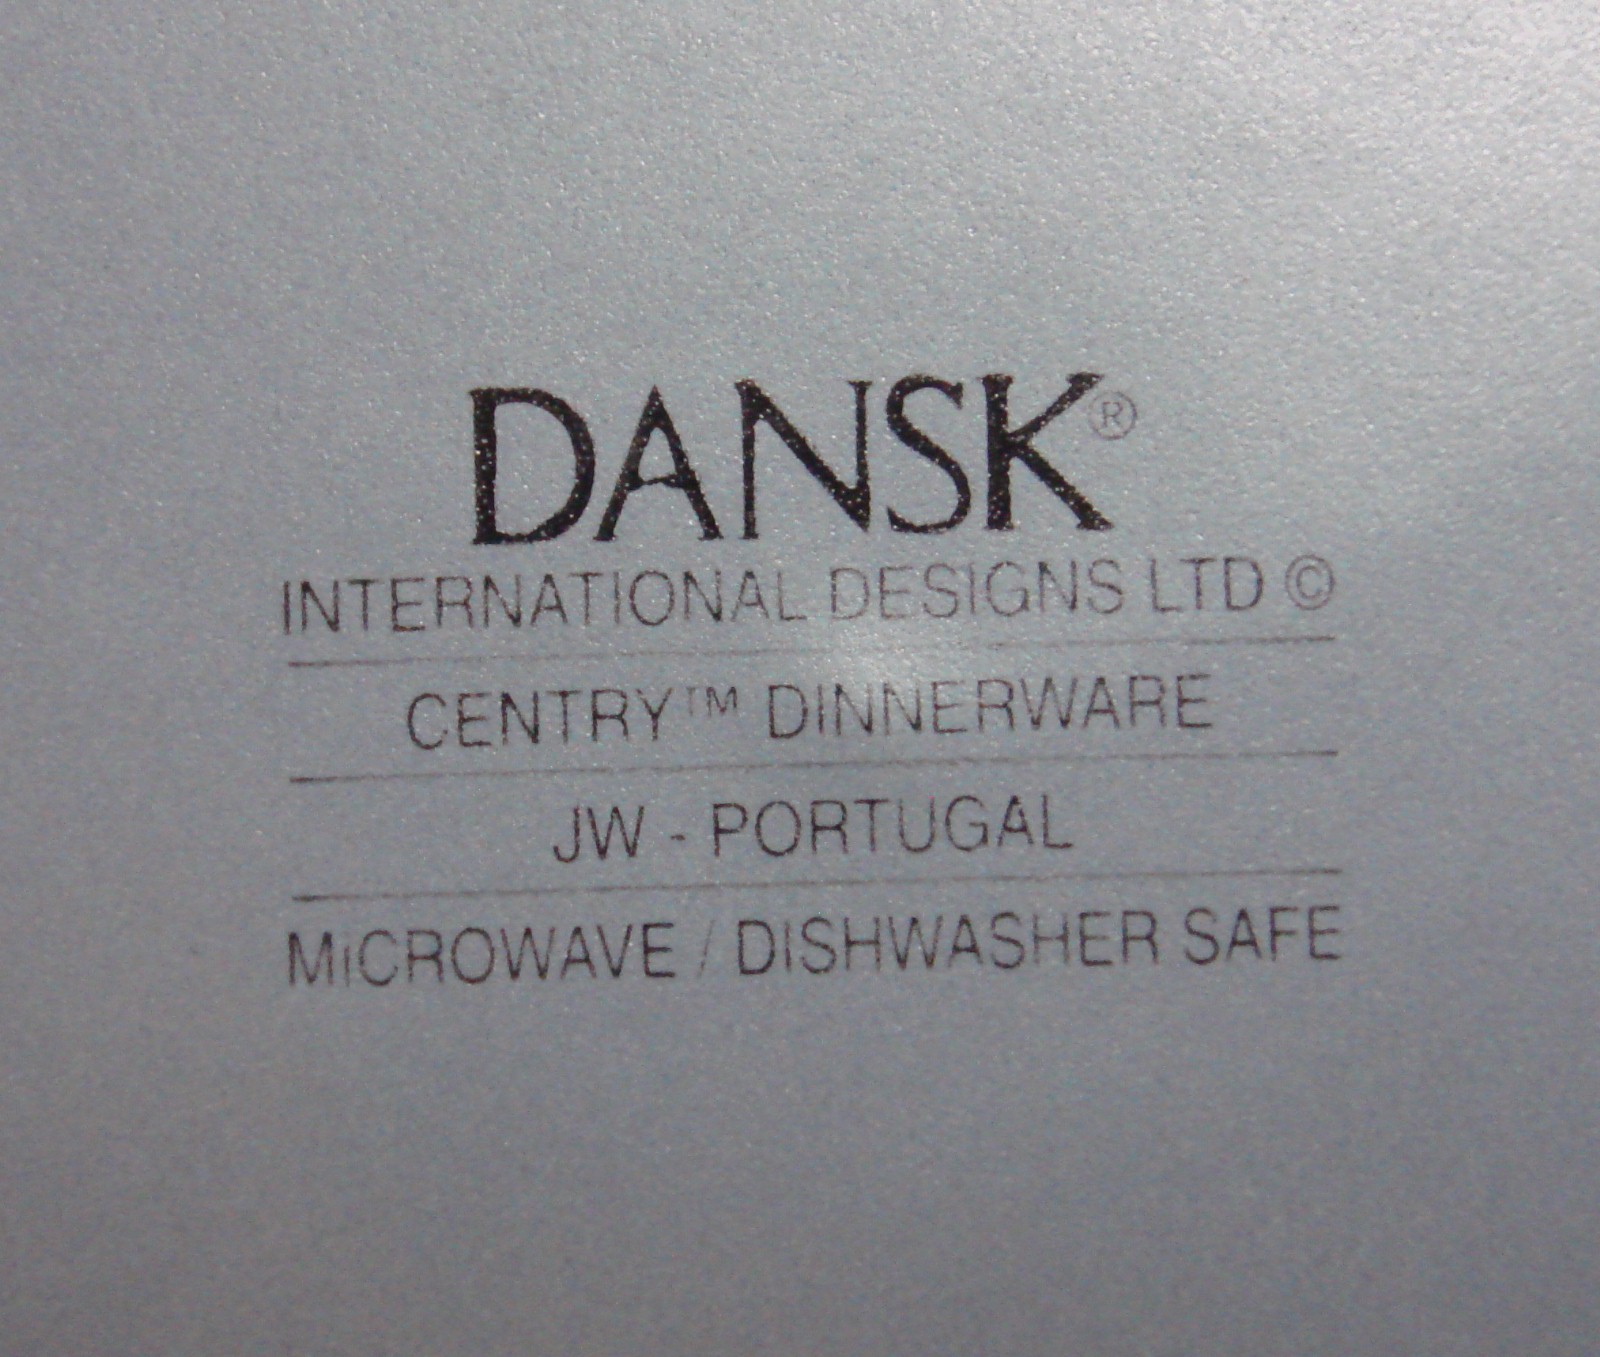 DANSK®
INTERNATIONAL DESIGNS LTD ©
CENTRY™ DINNERWARE
JW - PORTUGAL
MiCROWAVE / DISHWASHER SAFE